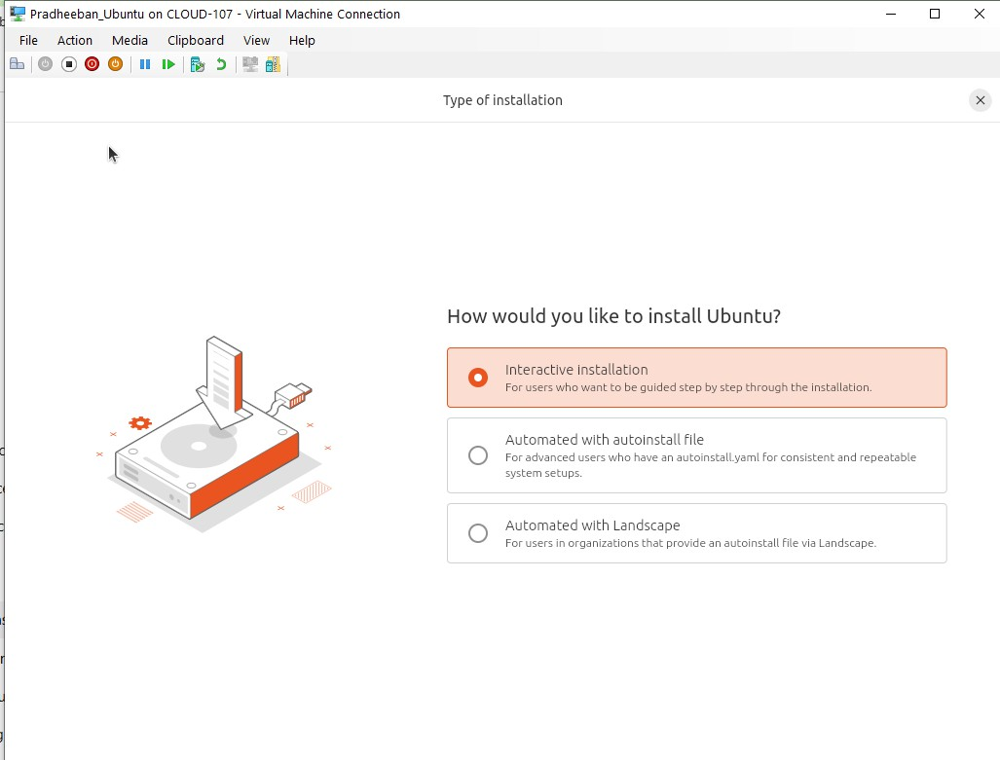 Pradheeban_Ubuntu on CLOUD-107 - Virtual Machine Connection
File Action Media Clipboard View Help
Type of installation
How would you like to install Ubuntu?
Interactive installation
For users who want to be guided step by step through the installation.
Automated with autoinstall file
For advanced users who have an autoinstall.yaml for consistent and repeatable
system setups.
Automated with Landscape
For users in organizations that provide an autoinstall file via Landscape.